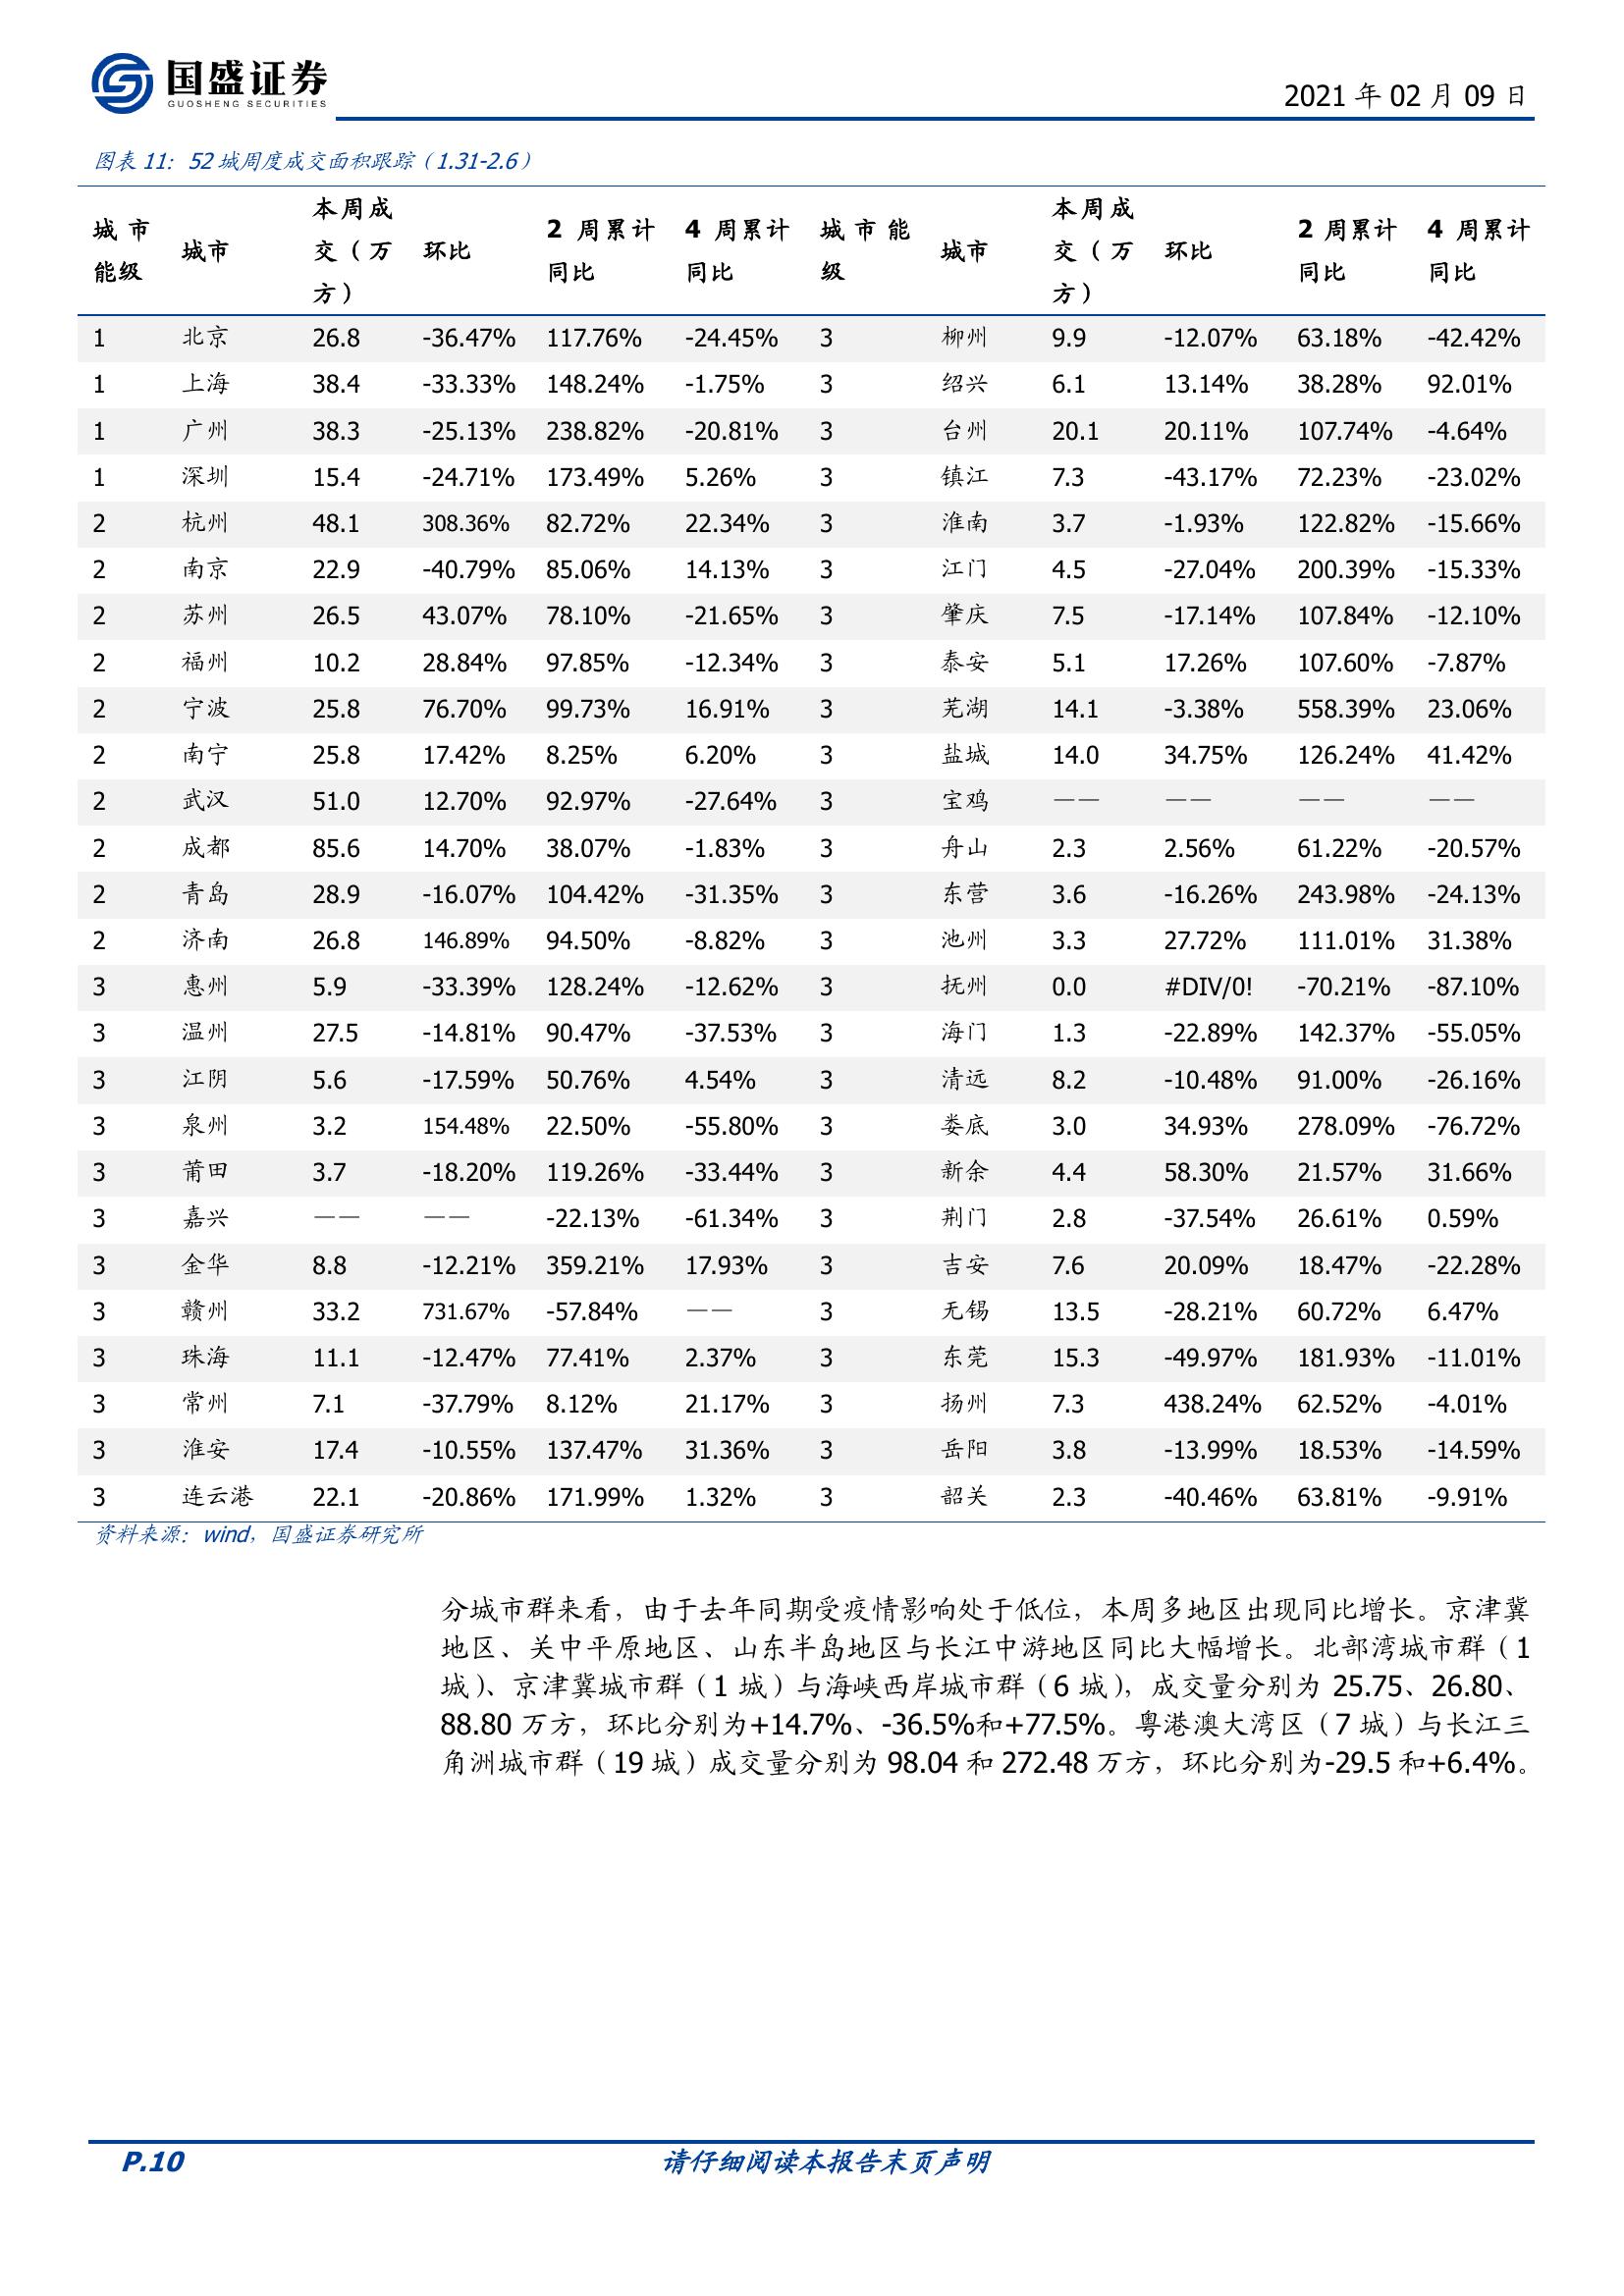 国盛证券
GUOSHENG SECURITIES
2021 年 02 月 09 日
图表 11：52 城周度成交面积跟踪（1.31-2.6）
城市能级 城市 本周成交（万方） 环比 2 周累计同比 4 周累计同比 城市能级 城市 本周成交（万方） 环比 2 周累计同比 4 周累计同比
1 北京 26.8 -36.47% 117.76% -24.45% 3 柳州 9.9 -12.07% 63.18% -42.42%
1 上海 38.4 -33.33% 148.24% -1.75% 3 绍兴 6.1 13.14% 38.28% 92.01%
1 广州 38.3 -25.13% 238.82% -20.81% 3 台州 20.1 20.11% 107.74% -4.64%
1 深圳 15.4 -24.71% 173.49% 5.26% 3 镇江 7.3 -43.17% 72.23% -23.02%
2 杭州 48.1 308.36% 82.72% 22.34% 3 淮南 3.7 -1.93% 122.82% -15.66%
2 南京 22.9 -40.79% 85.06% 14.13% 3 江门 4.5 -27.04% 200.39% -15.33%
2 苏州 26.5 43.07% 78.10% -21.65% 3 肇庆 7.5 -17.14% 107.84% -12.10%
2 福州 10.2 28.84% 97.85% -12.34% 3 泰安 5.1 17.26% 107.60% -7.87%
2 宁波 25.8 76.70% 99.73% 16.91% 3 芜湖 14.1 -3.38% 558.39% 23.06%
2 南宁 25.8 17.42% 8.25% 6.20% 3 盐城 14.0 34.75% 126.24% 41.42%
2 武汉 51.0 12.70% 92.97% -27.64% 3 宝鸡 —— —— —— ——
2 成都 85.6 14.70% 38.07% -1.83% 3 舟山 2.3 2.56% 61.22% -20.57%
2 青岛 28.9 -16.07% 104.42% -31.35% 3 东营 3.6 -16.26% 243.98% -24.13%
2 济南 26.8 146.89% 94.50% -8.82% 3 池州 3.3 27.72% 111.01% 31.38%
3 惠州 5.9 -33.39% 128.24% -12.62% 3 抚州 0.0 #DIV/0! -70.21% -87.10%
3 温州 27.5 -14.81% 90.47% -37.53% 3 海门 1.3 -22.89% 142.37% -55.05%
3 江阴 5.6 -17.59% 50.76% 4.54% 3 清远 8.2 -10.48% 91.00% -26.16%
3 泉州 3.2 154.48% 22.50% -55.80% 3 娄底 3.0 34.93% 278.09% -76.72%
3 莆田 3.7 -18.20% 119.26% -33.44% 3 新余 4.4 58.30% 21.57% 31.66%
3 嘉兴 —— —— -22.13% -61.34% 3 荆门 2.8 -37.54% 26.61% 0.59%
3 金华 8.8 -12.21% 359.21% 17.93% 3 吉安 7.6 20.09% 18.47% -22.28%
3 赣州 33.2 731.67% -57.84% —— 3 无锡 13.5 -28.21% 60.72% 6.47%
3 珠海 11.1 -12.47% 77.41% 2.37% 3 东莞 15.3 -49.97% 181.93% -11.01%
3 常州 7.1 -37.79% 8.12% 21.17% 3 扬州 7.3 438.24% 62.52% -4.01%
3 淮安 17.4 -10.55% 137.47% 31.36% 3 岳阳 3.8 -13.99% 18.53% -14.59%
3 连云港 22.1 -20.86% 171.99% 1.32% 3 韶关 2.3 -40.46% 63.81% -9.91%
资料来源：wind，国盛证券研究所
分城市群来看，由于去年同期受疫情影响处于低位，本周多地区出现同比增长。京津冀
地区、关中平原地区、山东半岛地区与长江中游地区同比大幅增长。北部湾城市群（1
城）、京津冀城市群（1 城）与海峡西岸城市群（6 城），成交量分别为 25.75、26.80、
88.80 万方，环比分别为+14.7%、-36.5%和+77.5%。粤港澳大湾区（7 城）与长江三
角洲城市群（19 城）成交量分别为 98.04 和 272.48 万方，环比分别为-29.5 和+6.4%。
P.10 请仔细阅读本报告末页声明